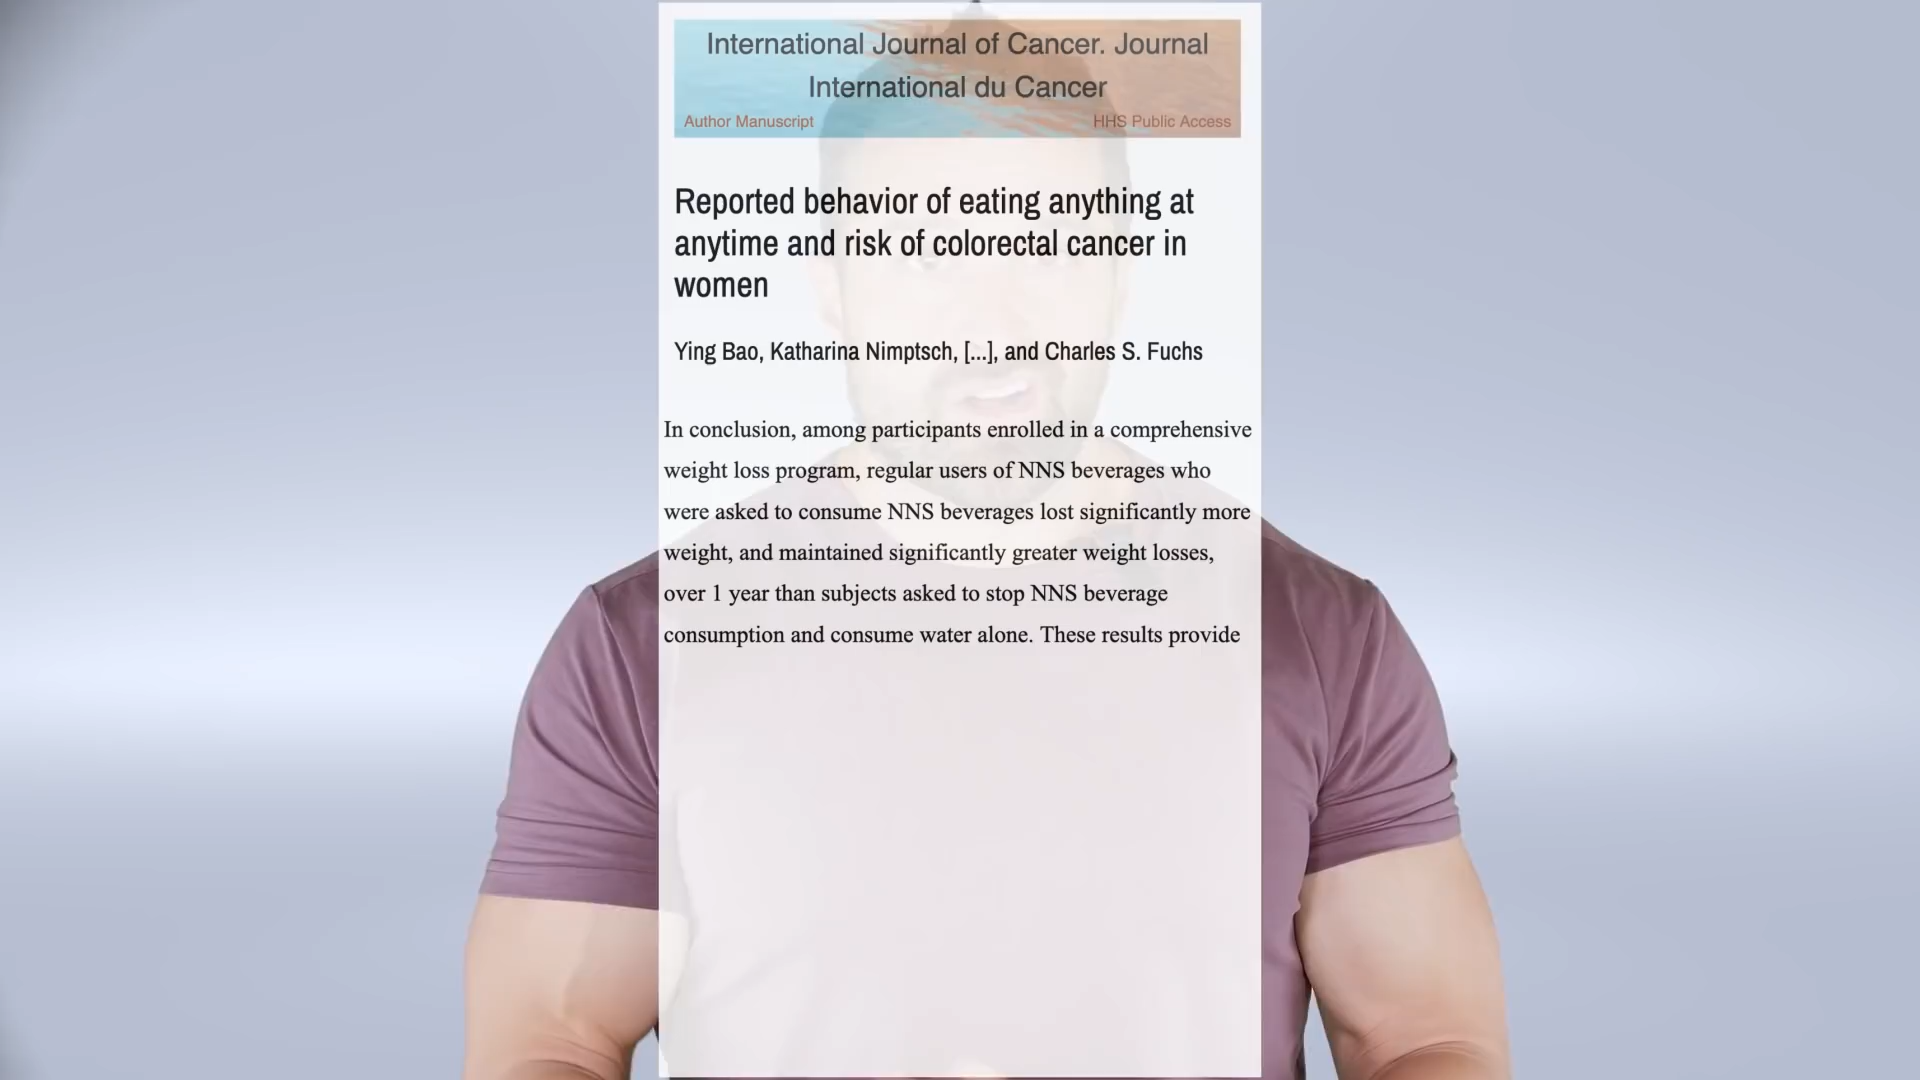 International Journal of Cancer. Journal
International du Cancer
Author Manuscript
HHS Public Access
Reported behavior of eating anything at
anytime and risk of colorectal cancer in
women
Ying Bao, Katharina Nimptsch, [...], and Charles S. Fuchs
In conclusion, among participants enrolled in a comprehensive
weight loss program, regular users of NNS beverages who
were asked to consume NNS beverages lost significantly more
weight, and maintained significantly greater weight losses,
over 1 year than subjects asked to stop NNS beverage
consumption and consume water alone. These results provide